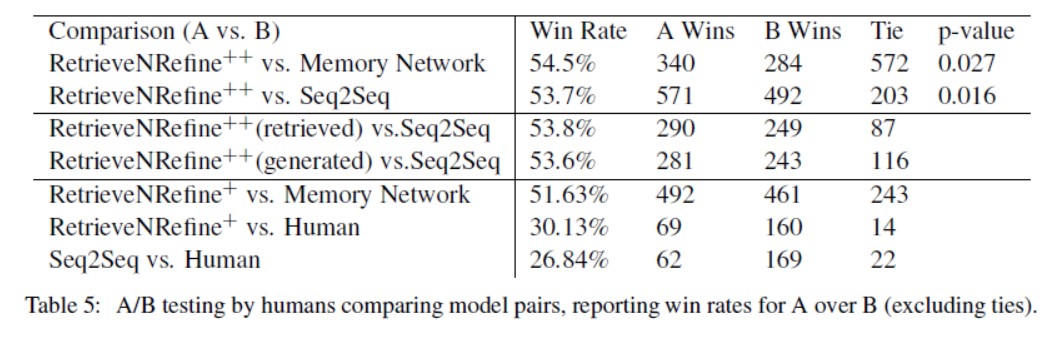 Comparison (A vs. B) Win Rate A Wins B Wins Tie p-value
RetrieveNRefine⁺⁺ vs. Memory Network 54.5% 340 284 572 0.027
RetrieveNRefine⁺⁺ vs. Seq2Seq 53.7% 571 492 203 0.016
RetrieveNRefine⁺⁺(retrieved) vs.Seq2Seq 53.8% 290 249 87
RetrieveNRefine⁺⁺(generated) vs.Seq2Seq 53.6% 281 243 116
RetrieveNRefine⁺ vs. Memory Network 51.63% 492 461 243
RetrieveNRefine⁺ vs. Human 30.13% 69 160 14
Seq2Seq vs. Human 26.84% 62 169 22
Table 5: A/B testing by humans comparing model pairs, reporting win rates for A over B (excluding ties).